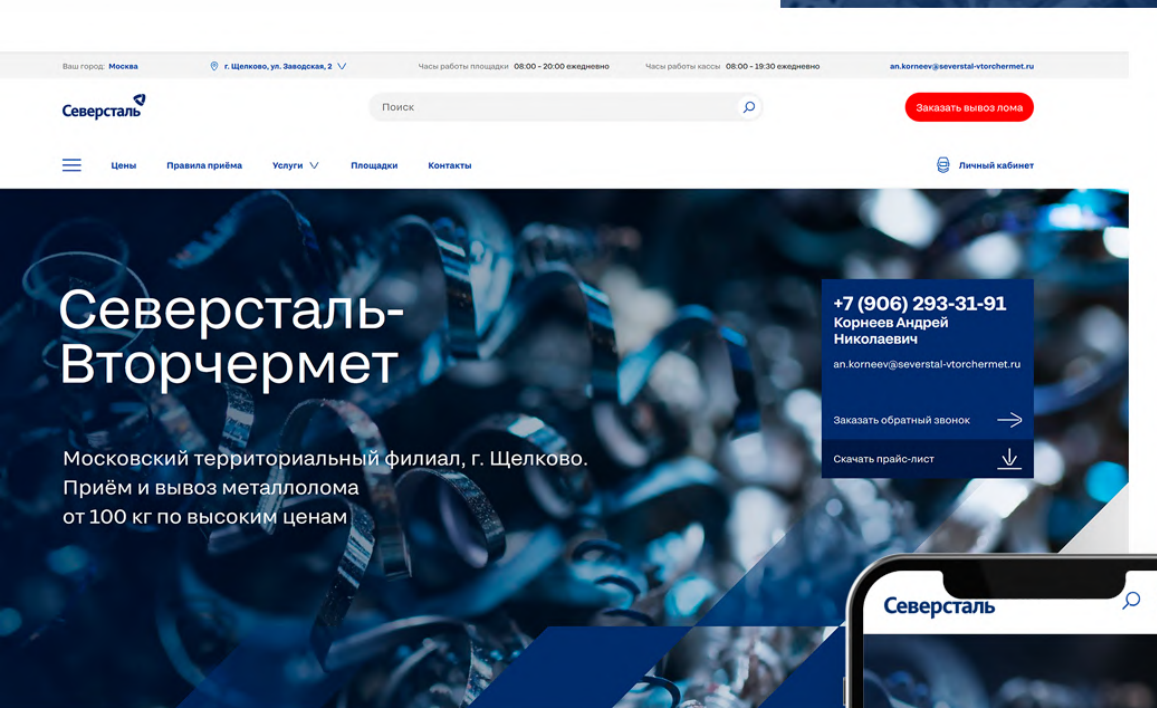 Ваш город: Москва г. Щелково, ул. Заводская, 2 Часы работы площадки 08:00 - 20:00 ежедневно Часы работы кассы 08:00 - 19:30 ежедневно an.korneev@severstal-vtorchermet.ru
Северсталь Поиск Заказать вывоз лома
Цены Правила приёма Услуги Площадки Контакты Личный кабинет
Северсталь-
Вторчермет
Московский территориальный филиал, г. Щелково.
Приём и вывоз металлолома
от 100 кг по высоким ценам
+7 (906) 293-31-91
Корнеев Андрей
Николаевич
an.korneev@severstal-vtorchermet.ru
Заказать обратный звонок
Скачать прайс-лист
Северсталь